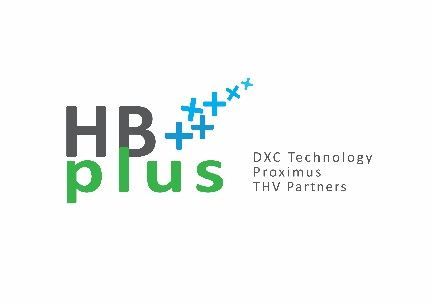 HB
plus
DXC Technology
Proximus
THV Partners